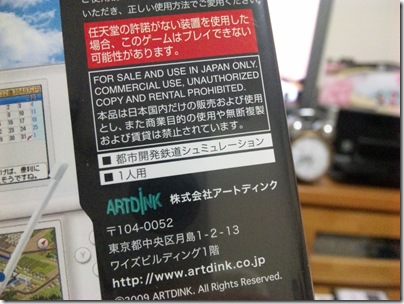 いただき、正しい使用方法でご使用ください。
任天堂の許諾がない装置を使用した
場合、このゲームはプレイできない
可能性があります。
FOR SALE AND USE IN JAPAN ONLY.
COMMERCIAL USE, UNAUTHORIZED
COPY AND RENTAL PROHIBITED.
本品は日本国内だけの販売および使用
とし、また商業目的の使用や無断複製
および賃貸は禁止されています。
■ 都市開発鉄道シュミュレーション
■ 1人用
ARTDINK 株式会社アートディンク
〒104-0052
東京都中央区月島1-2-13
ワイズビルディング1階
http://www.artdink.co.jp
©2009 ARTDINK. All Rights Reserved.